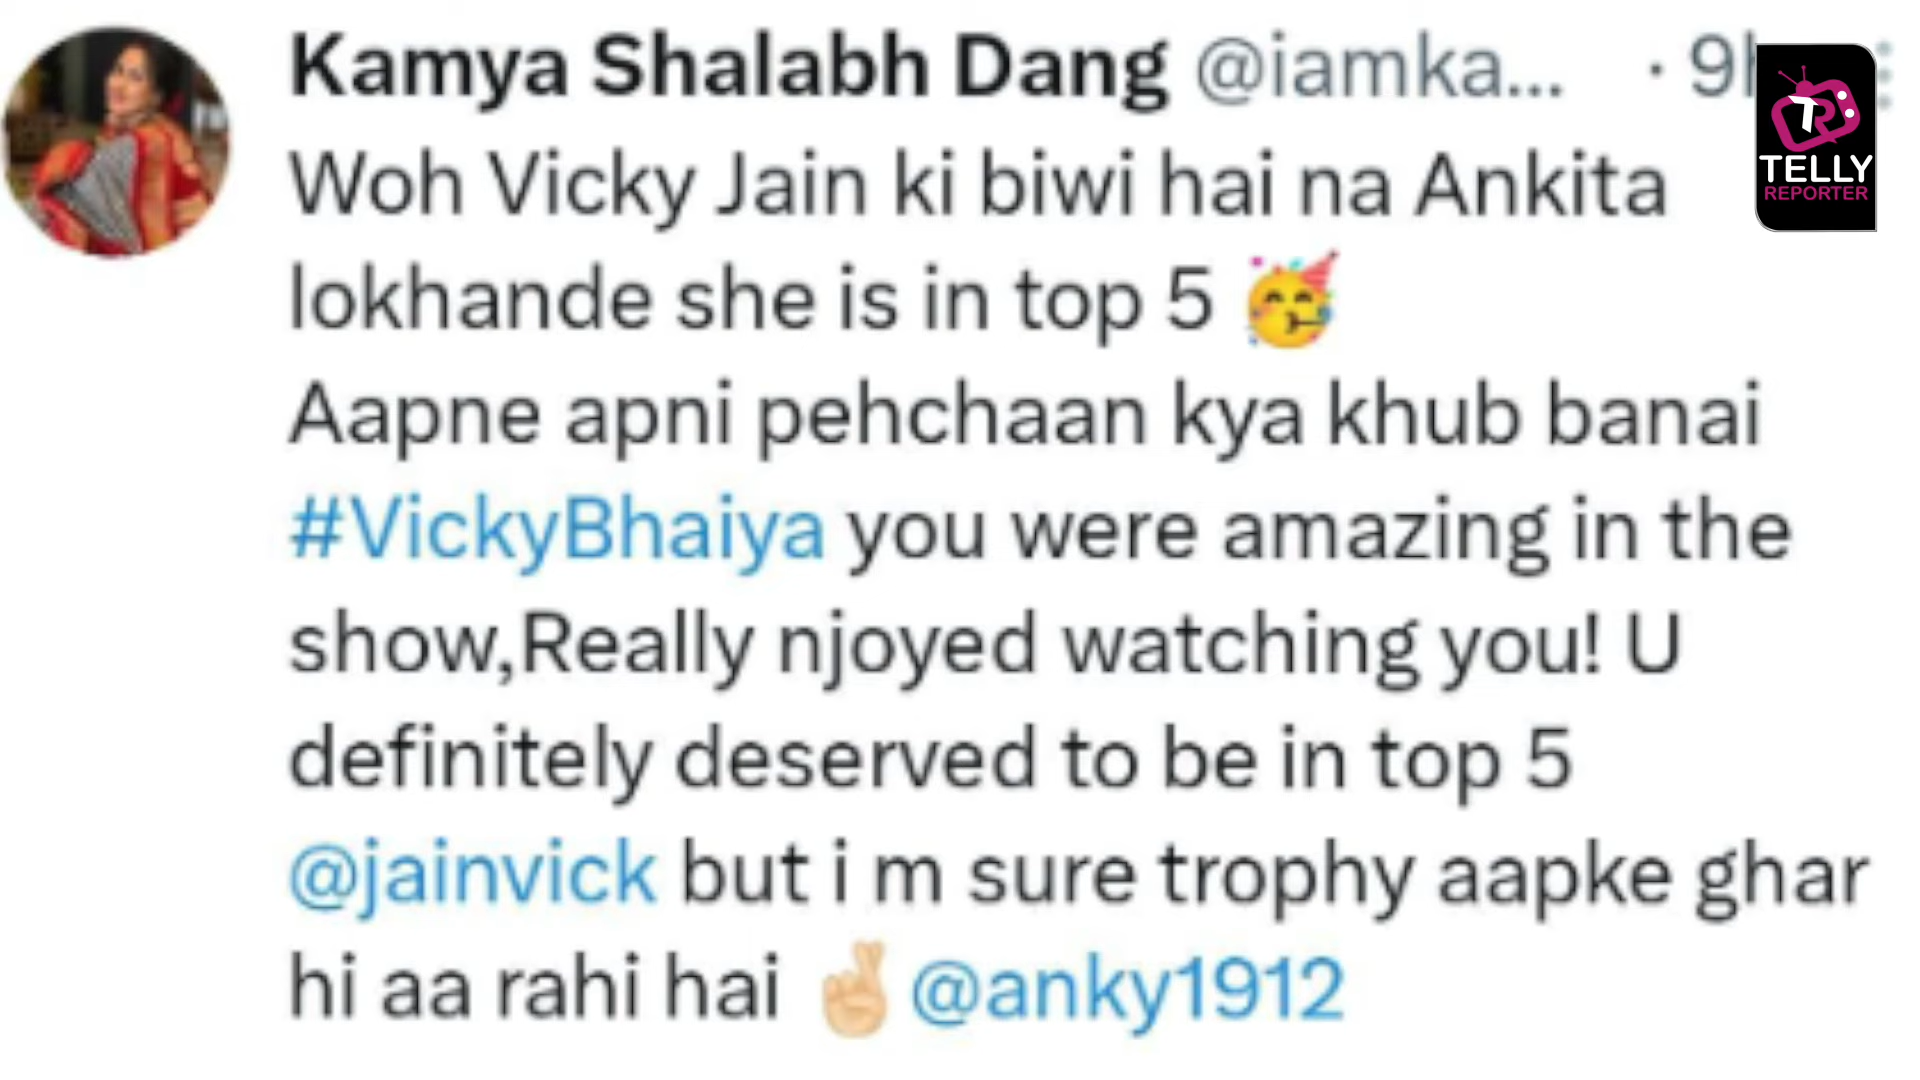 Kamya Shalabh Dang @iamka... · 9h
Woh Vicky Jain ki biwi hai na Ankita
lokhande she is in top 5 🥳
Aapne apni pehchaan kya khub banai
#VickyBhaiya you were amazing in the
show,Really njoyed watching you! U
definitely deserved to be in top 5
@jainvick but i m sure trophy aapke ghar
hi aa rahi hai 🤞🏻 @anky1912
TR
TELLY
REPORTER